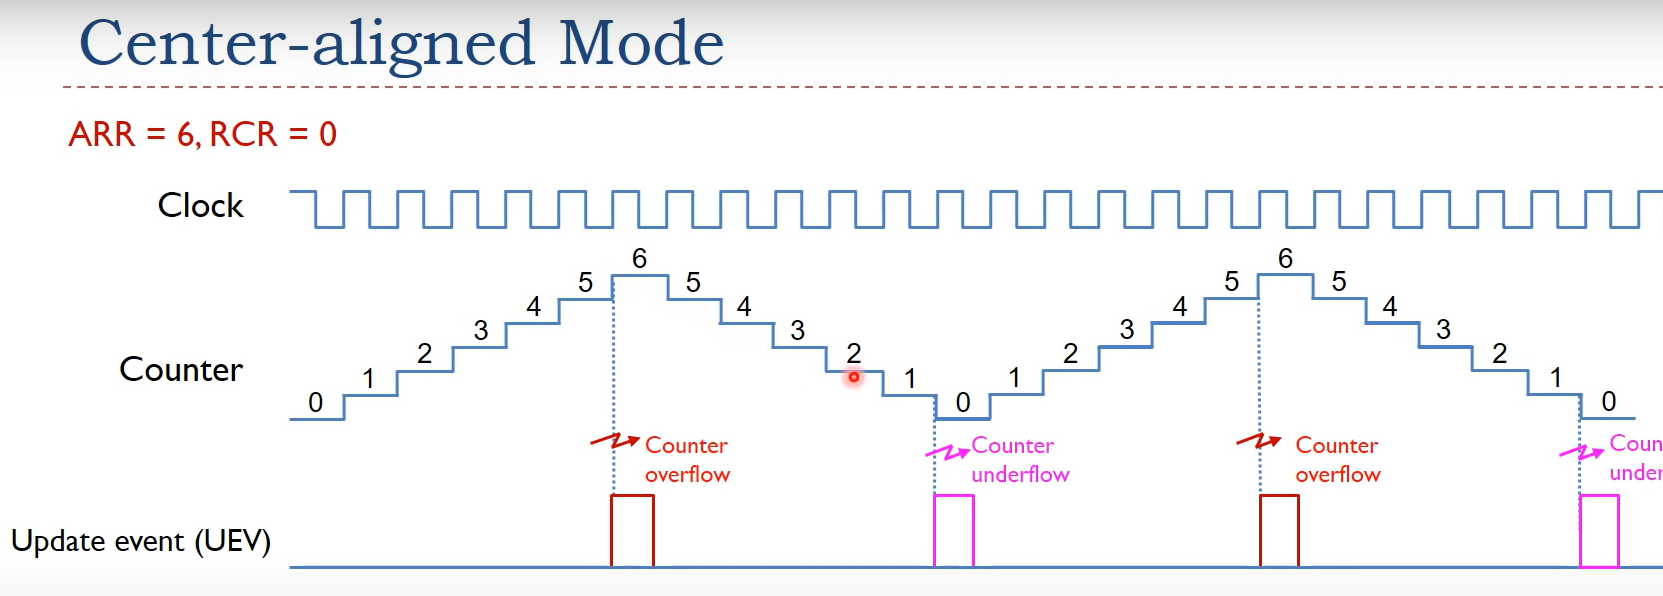 Center-aligned Mode
ARR = 6, RCR = 0
Clock
6 6
5 5 5 5
4 4 4 4
3 3 3 3
2 2 2 2
Counter
1 1 1 1
0 0 0
Counter Counter Counter Coun
overflow underflow overflow under
Update event (UEV)